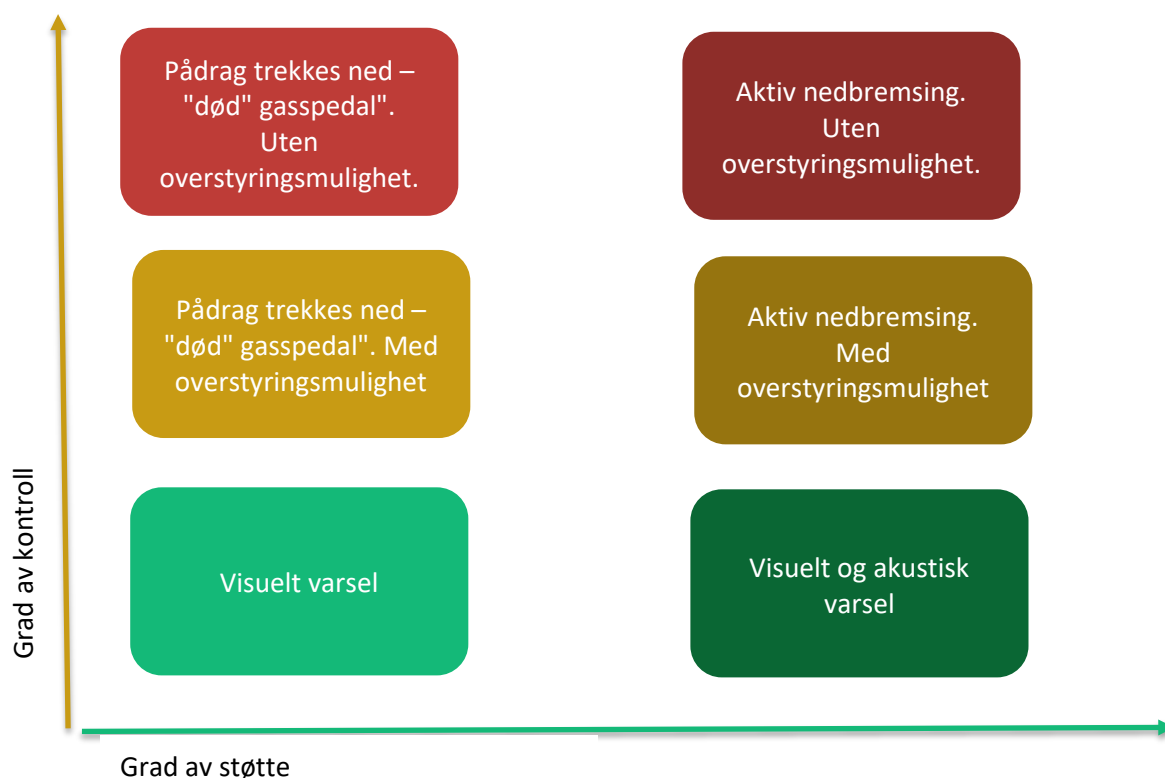 Pådrag trekkes ned –
"død" gasspedal".
Uten
overstyringsmulighet.
Aktiv nedbremsing.
Uten
overstyringsmulighet.
Pådrag trekkes ned –
"død" gasspedal". Med
overstyringsmulighet
Aktiv nedbremsing.
Med
overstyringsmulighet
Visuelt varsel
Visuelt og akustisk
varsel
Grad av kontroll
Grad av støtte